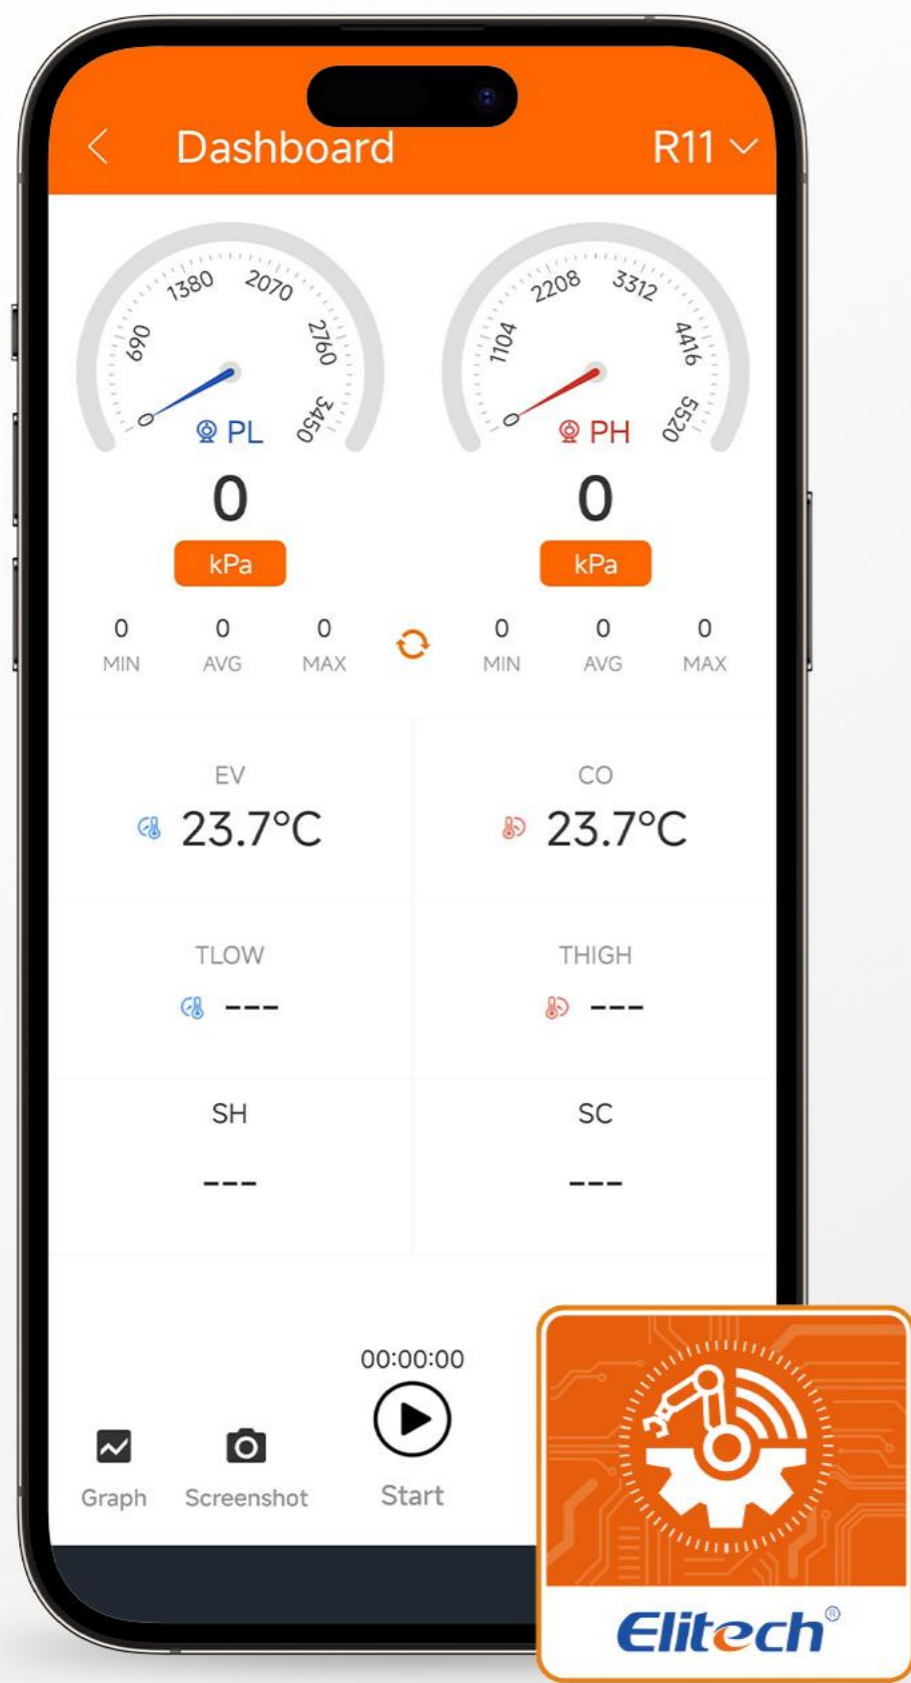 Dashboard R11
1380 2070
690 2760
0 3450
PL
2208 3312
1104 4416
0 5520
PH
0 0
kPa kPa
0 0 0 0 0 0
MIN AVG MAX MIN AVG MAX
EV CO
23.7°C 23.7°C
TLOW THIGH
--- ---
SH SC
--- ---
00:00:00
Graph Screenshot Start
Elitech®